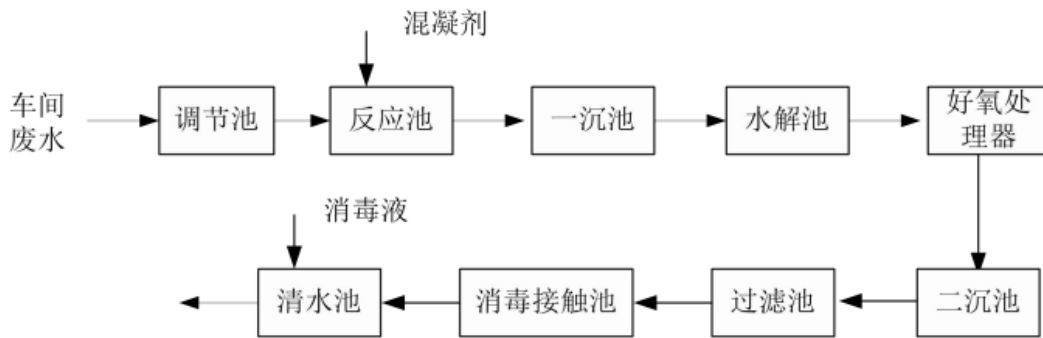 混凝剂
车间
废水
调节池
反应池
一沉池
水解池
好氧处
理器
消毒液
清水池
消毒接触池
过滤池
二沉池